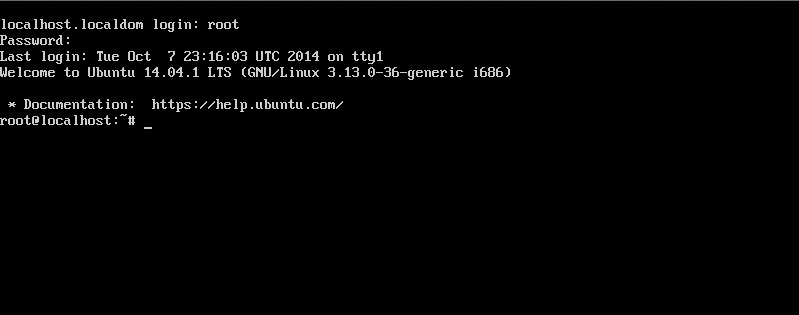 localhost.localdom login: root
Password:
Last login: Tue Oct  7 23:16:03 UTC 2014 on tty1
Welcome to Ubuntu 14.04.1 LTS (GNU/Linux 3.13.0-36-generic i686)
 * Documentation:  https://help.ubuntu.com/
root@localhost:~# _